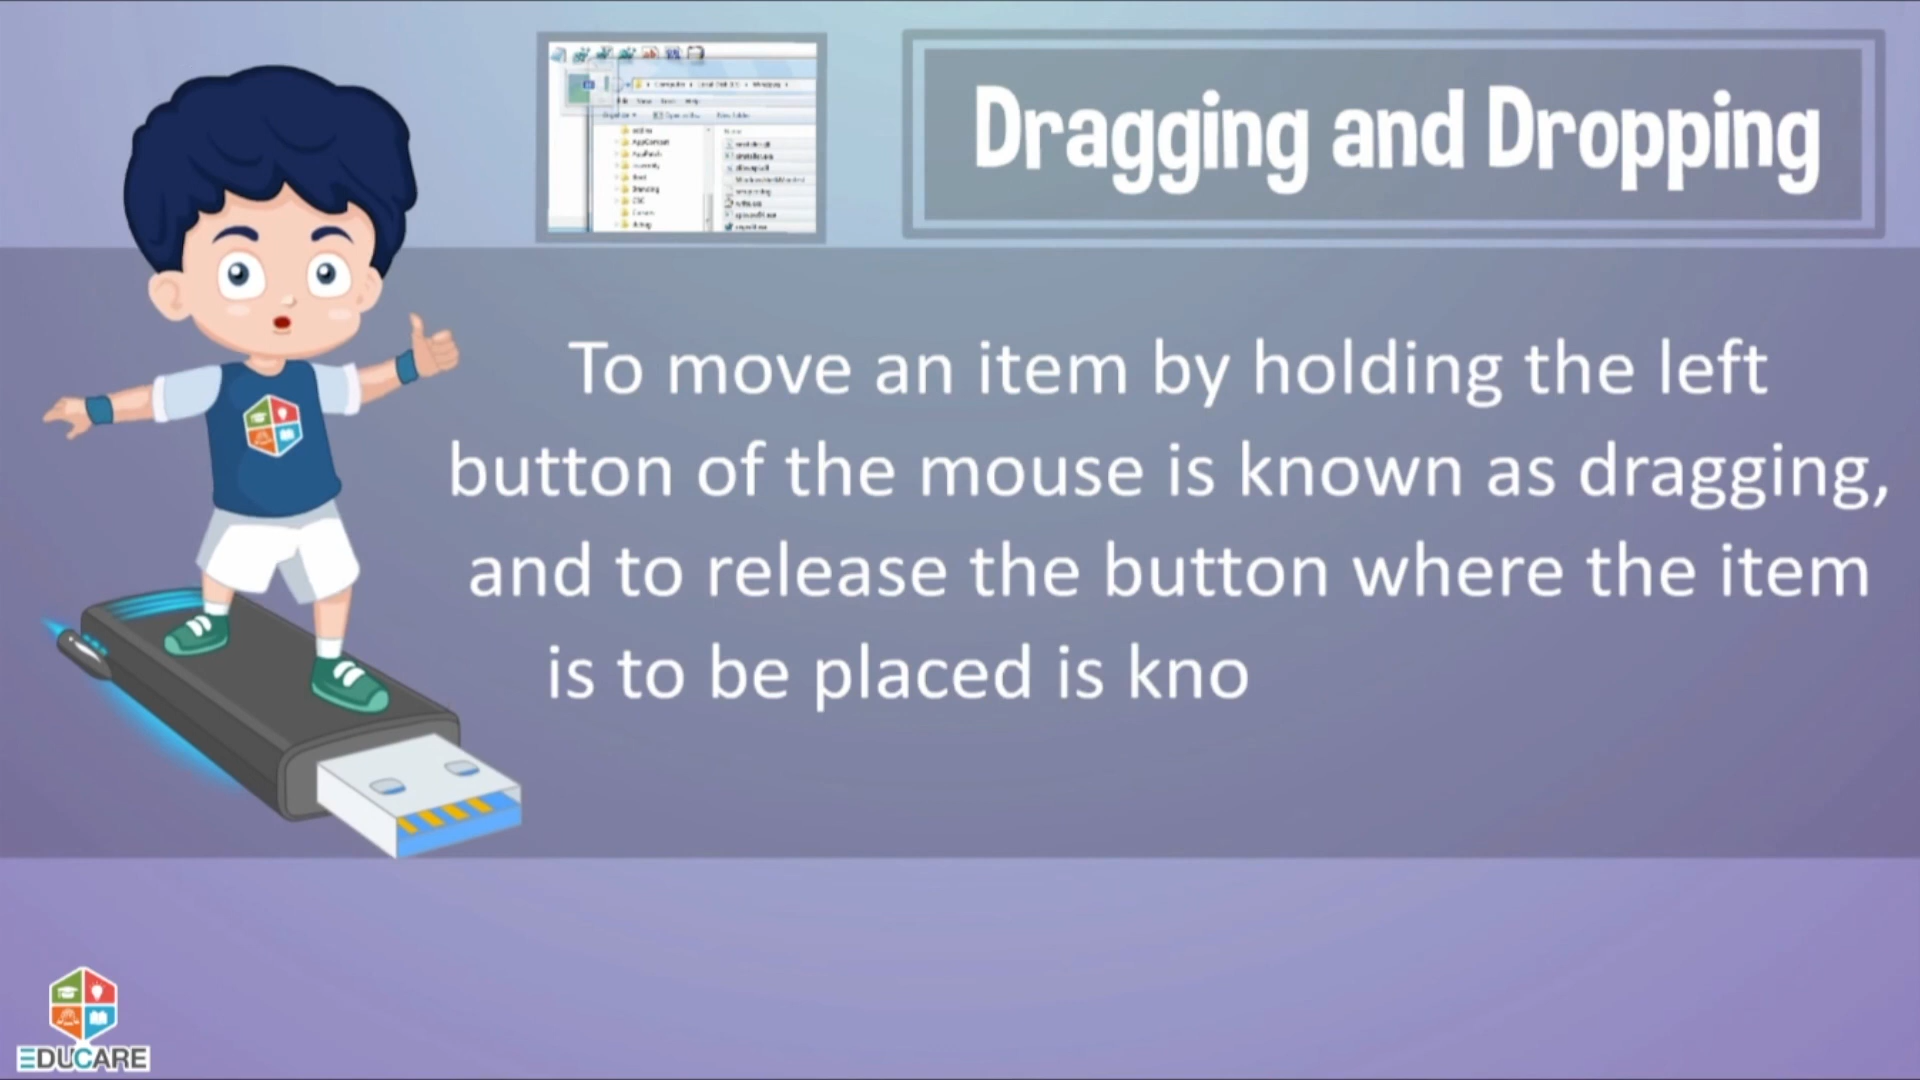 Dragging and Dropping
To move an item by holding the left
button of the mouse is known as dragging,
and to release the button where the item
is to be placed is kno
EDUCARE